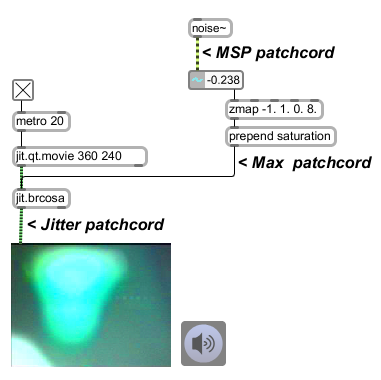 noise~
< MSP patchcord
-0.238
zmap -1. 1. 0. 8.
metro 20
prepend saturation
jit.qt.movie 360 240
< Max patchcord
jit.brcosa
< Jitter patchcord